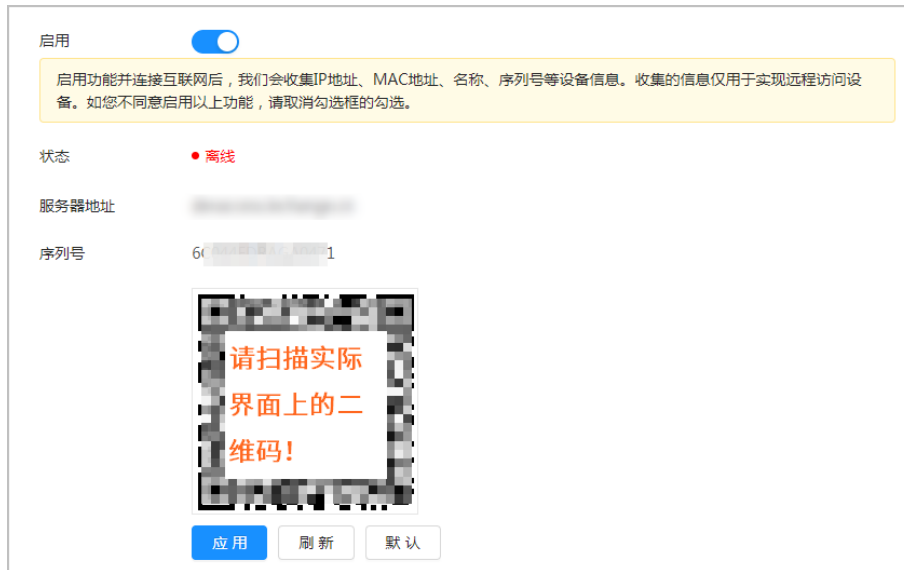 启用
启用功能并连接互联网后，我们会收集IP地址、MAC地址、名称、序列号等设备信息。收集的信息仅用于实现远程访问设
备。如您不同意启用以上功能，请取消勾选框的勾选。
状态 离线
服务器地址
序列号
请扫描实际
界面上的二
维码！
应用 刷新 默认